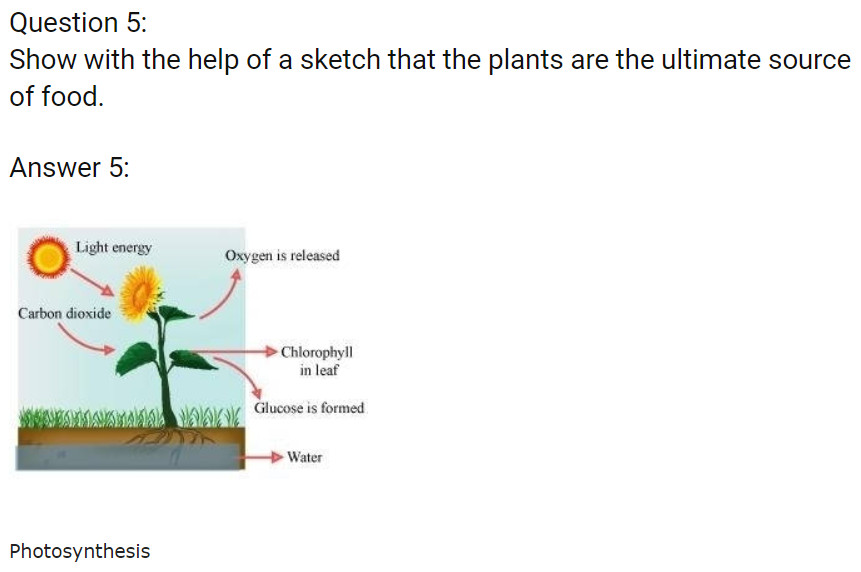 Question 5:
Show with the help of a sketch that the plants are the ultimate source
of food.
Answer 5:
Light energy
Oxygen is released
Carbon dioxide
Chlorophyll
in leaf
Glucose is formed
Water
Photosynthesis